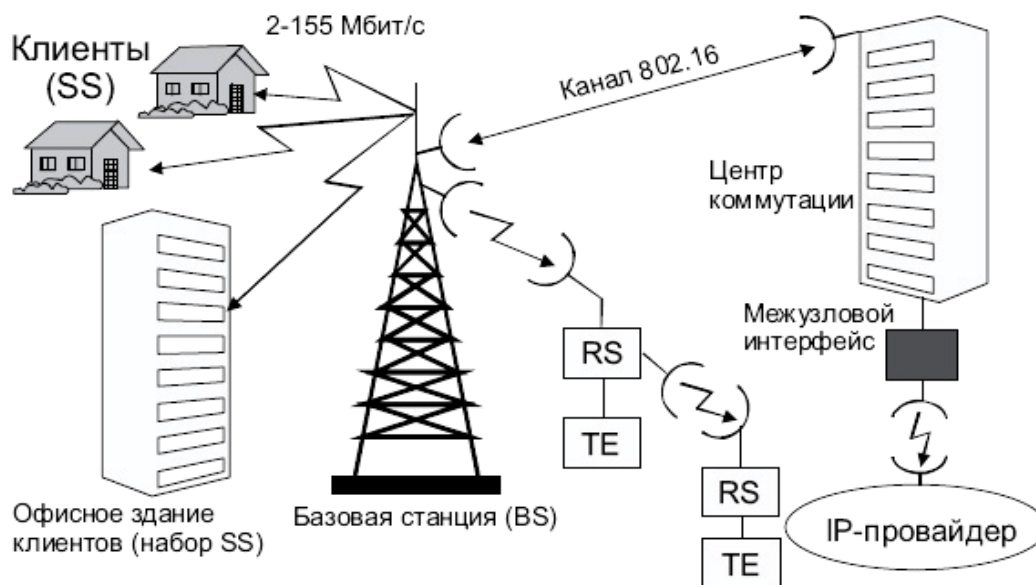 2-155 Мбит/с
Клиенты
(SS)
Канал 802.16
Центр
коммутации
Межузловой
интерфейс
RS
TE
RS
TE
IP-провайдер
Базовая станция (BS)
Офисное здание
клиентов (набор SS)